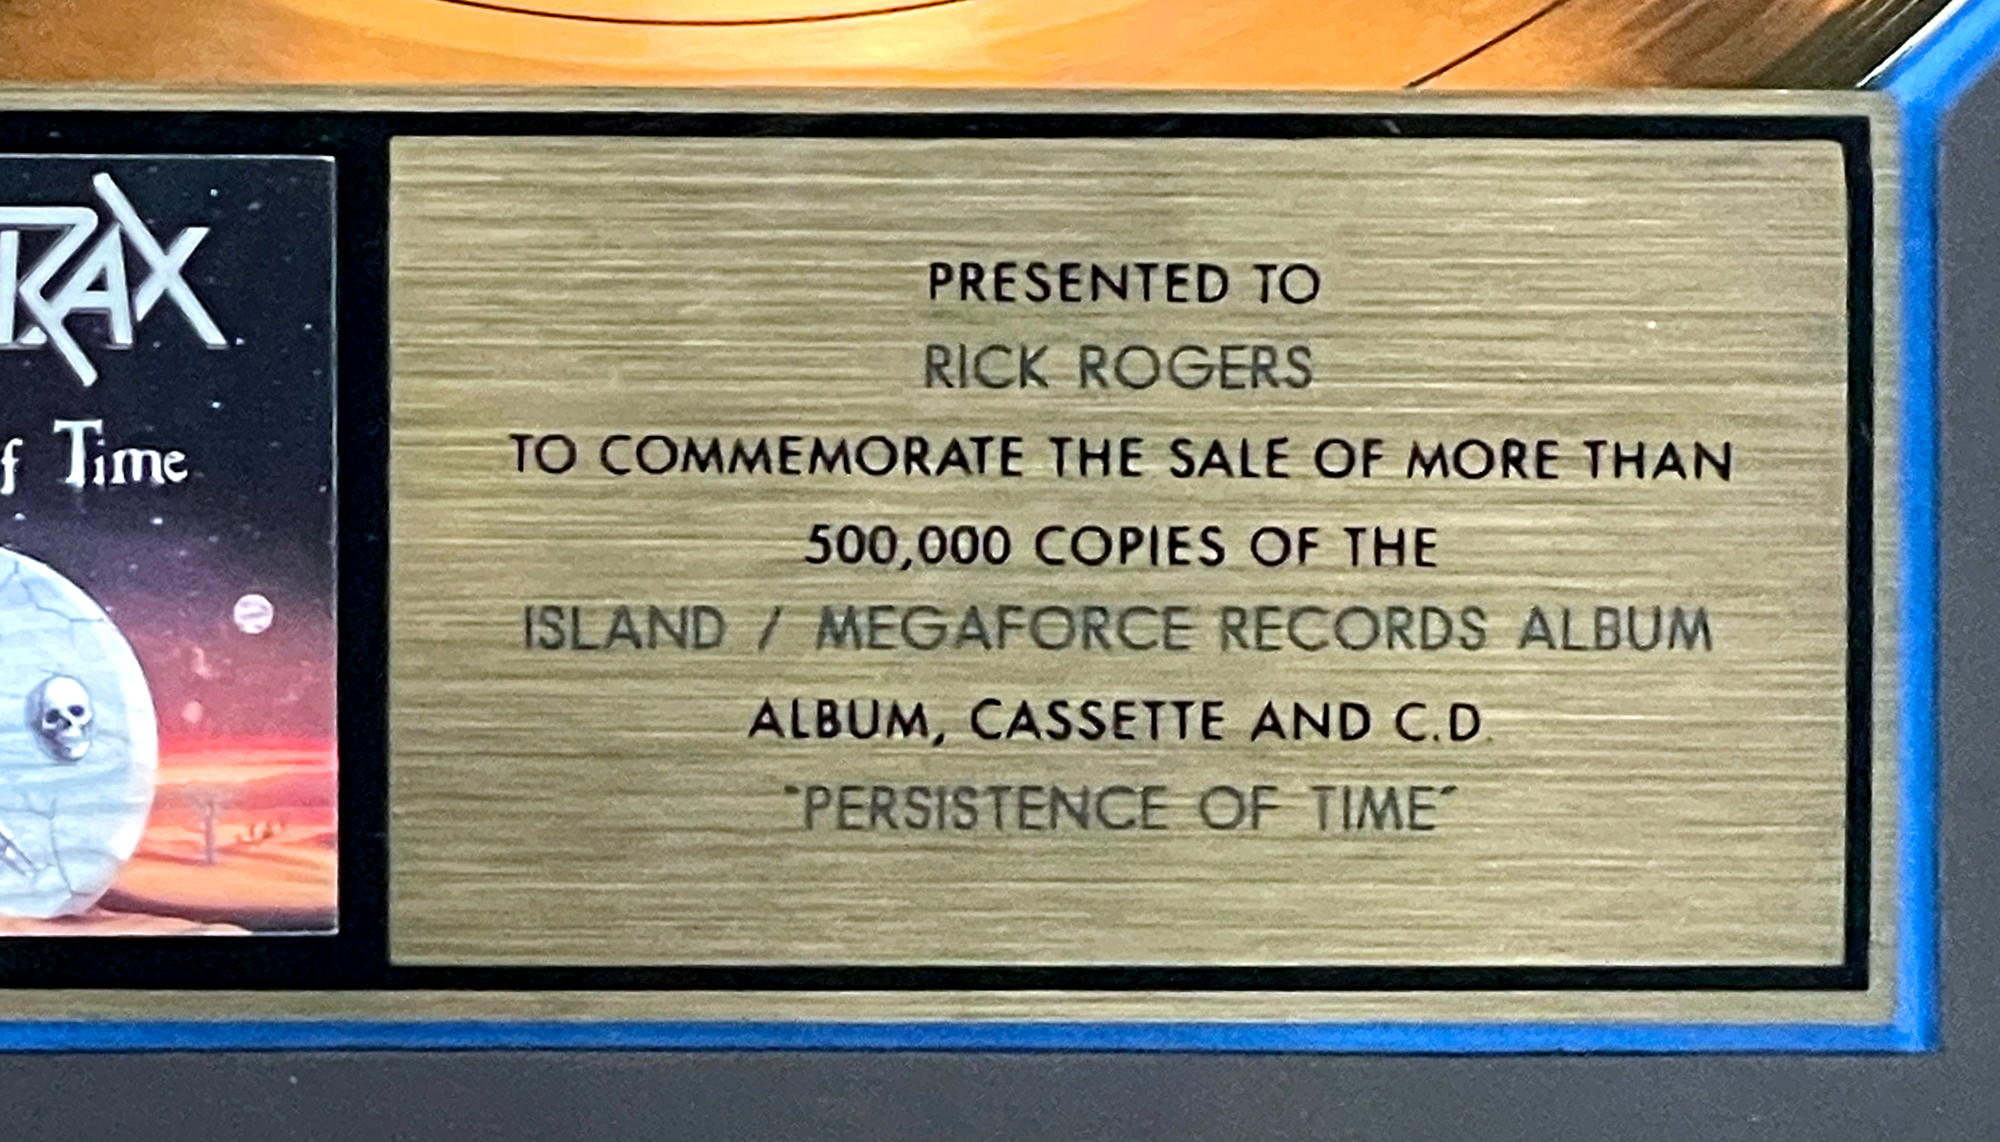 RAX
f Time
PRESENTED TO
RICK ROGERS
TO COMMEMORATE THE SALE OF MORE THAN
500,000 COPIES OF THE
ISLAND / MEGAFORCE RECORDS ALBUM
ALBUM, CASSETTE AND C.D.
"PERSISTENCE OF TIME"